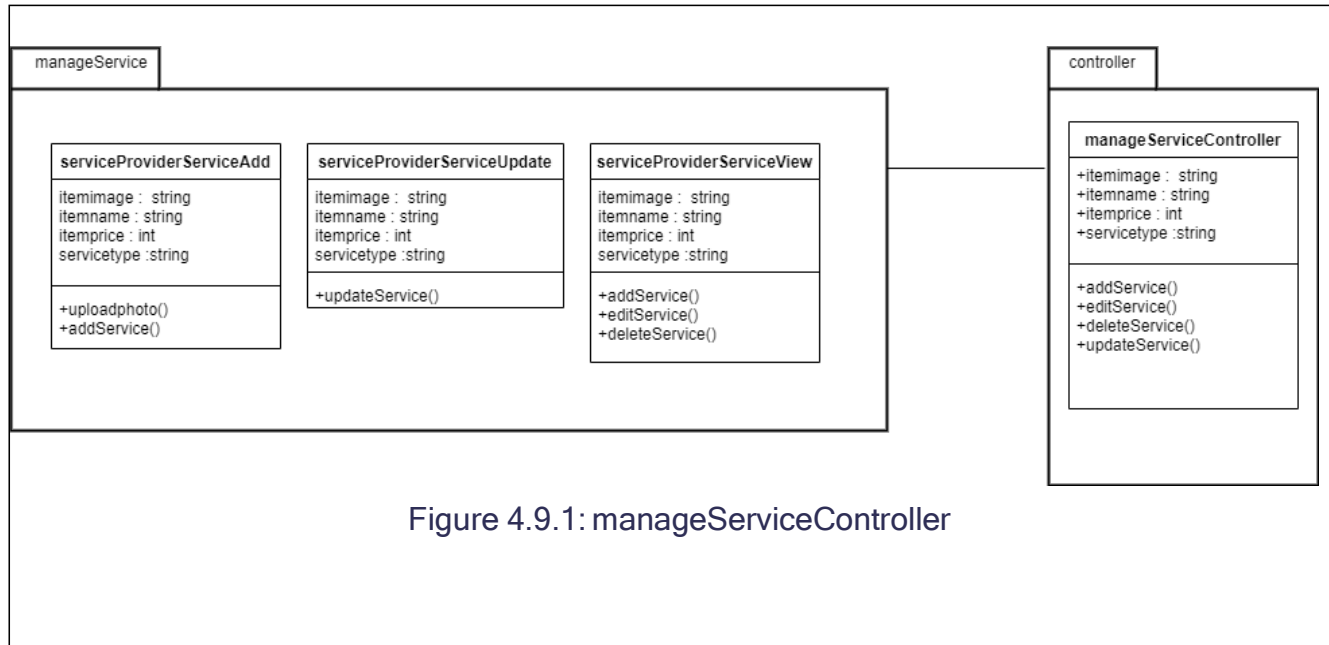 manageService
serviceProviderServiceAdd
itemimage :  string
itemname : string
itemprice : int
servicetype :string
+uploadphoto()
+addService()
serviceProviderServiceUpdate
itemimage :  string
itemname : string
itemprice : int
servicetype :string
+updateService()
serviceProviderServiceView
itemimage :  string
itemname : string
itemprice : int
servicetype :string
+addService()
+editService()
+deleteService()
controller
manageServiceController
+itemimage :  string
+itemname : string
+itemprice : int
+servicetype :string
+addService()
+editService()
+deleteService()
+updateService()
Figure 4.9.1: manageServiceController